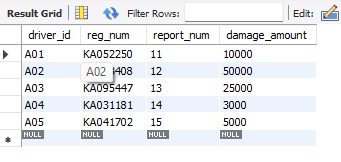 Result Grid Filter Rows: Edit:
driver_id reg_num report_num damage_amount
A01 KA052250 11 10000
A02 A02 408 12 50000
A03 KA095447 13 25000
A04 KA031181 14 3000
A05 KA041702 15 5000
NULL NULL NULL NULL